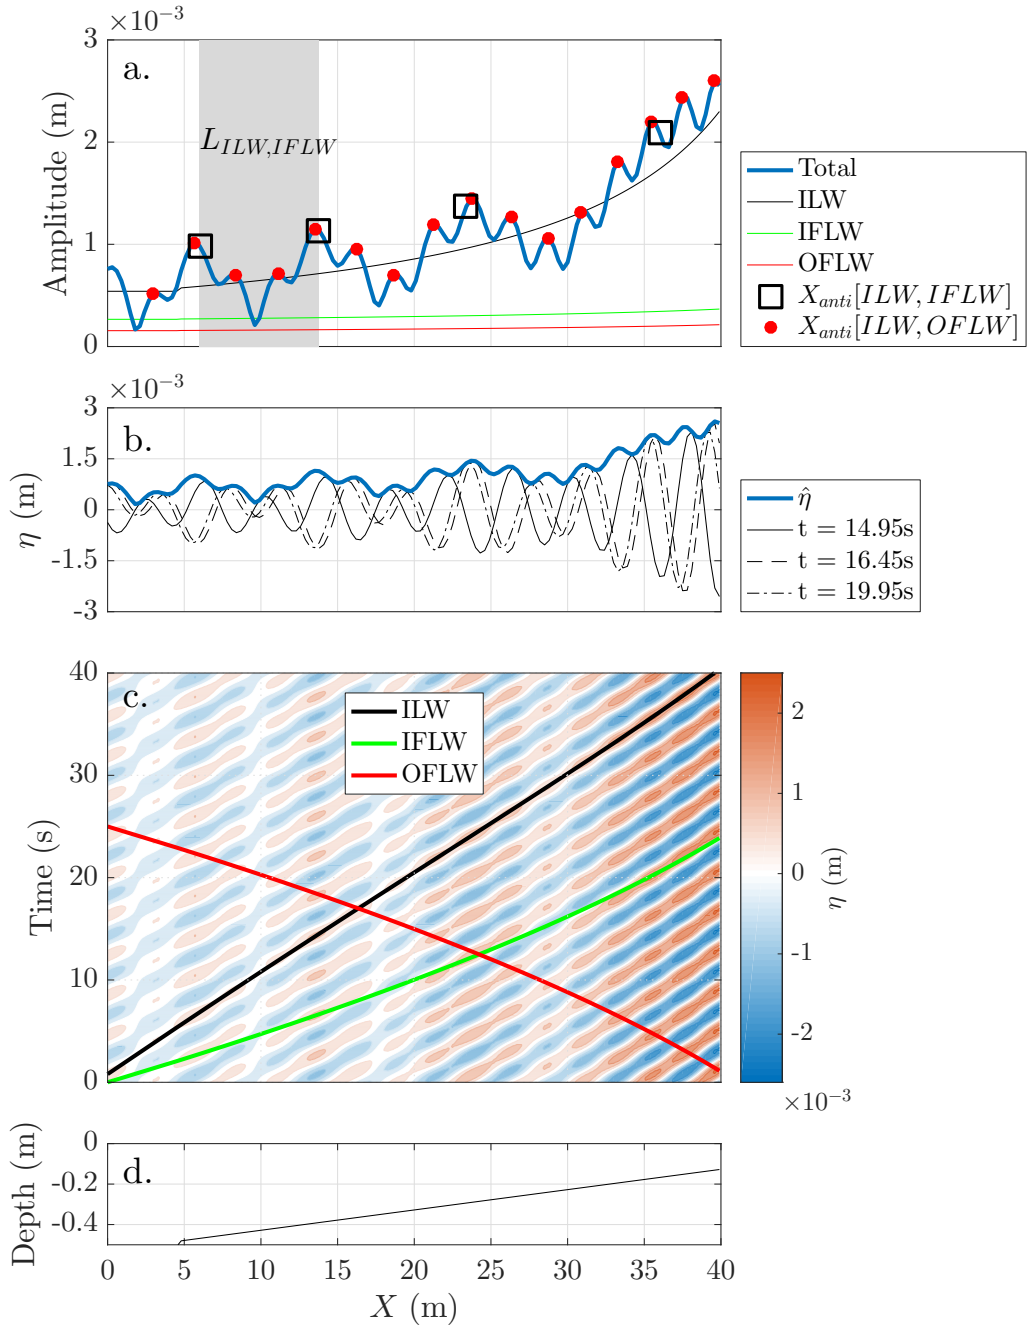 ×10⁻³
3
2
1
0
Amplitude (m)
a.
L_{ILW,IFLW}
Total
ILW
IFLW
OFLW
X_{anti}[ILW, IFLW]
X_{anti}[ILW, OFLW]
×10⁻³
3
1.5
0
-1.5
-3
η (m)
b.
η̂
t = 14.95s
t = 16.45s
t = 19.95s
40
30
20
10
0
Time (s)
c.
ILW
IFLW
OFLW
2
1
0
-1
-2
η (m)
×10⁻³
0
-0.2
-0.4
Depth (m)
d.
0 5 10 15 20 25 30 35 40
X (m)